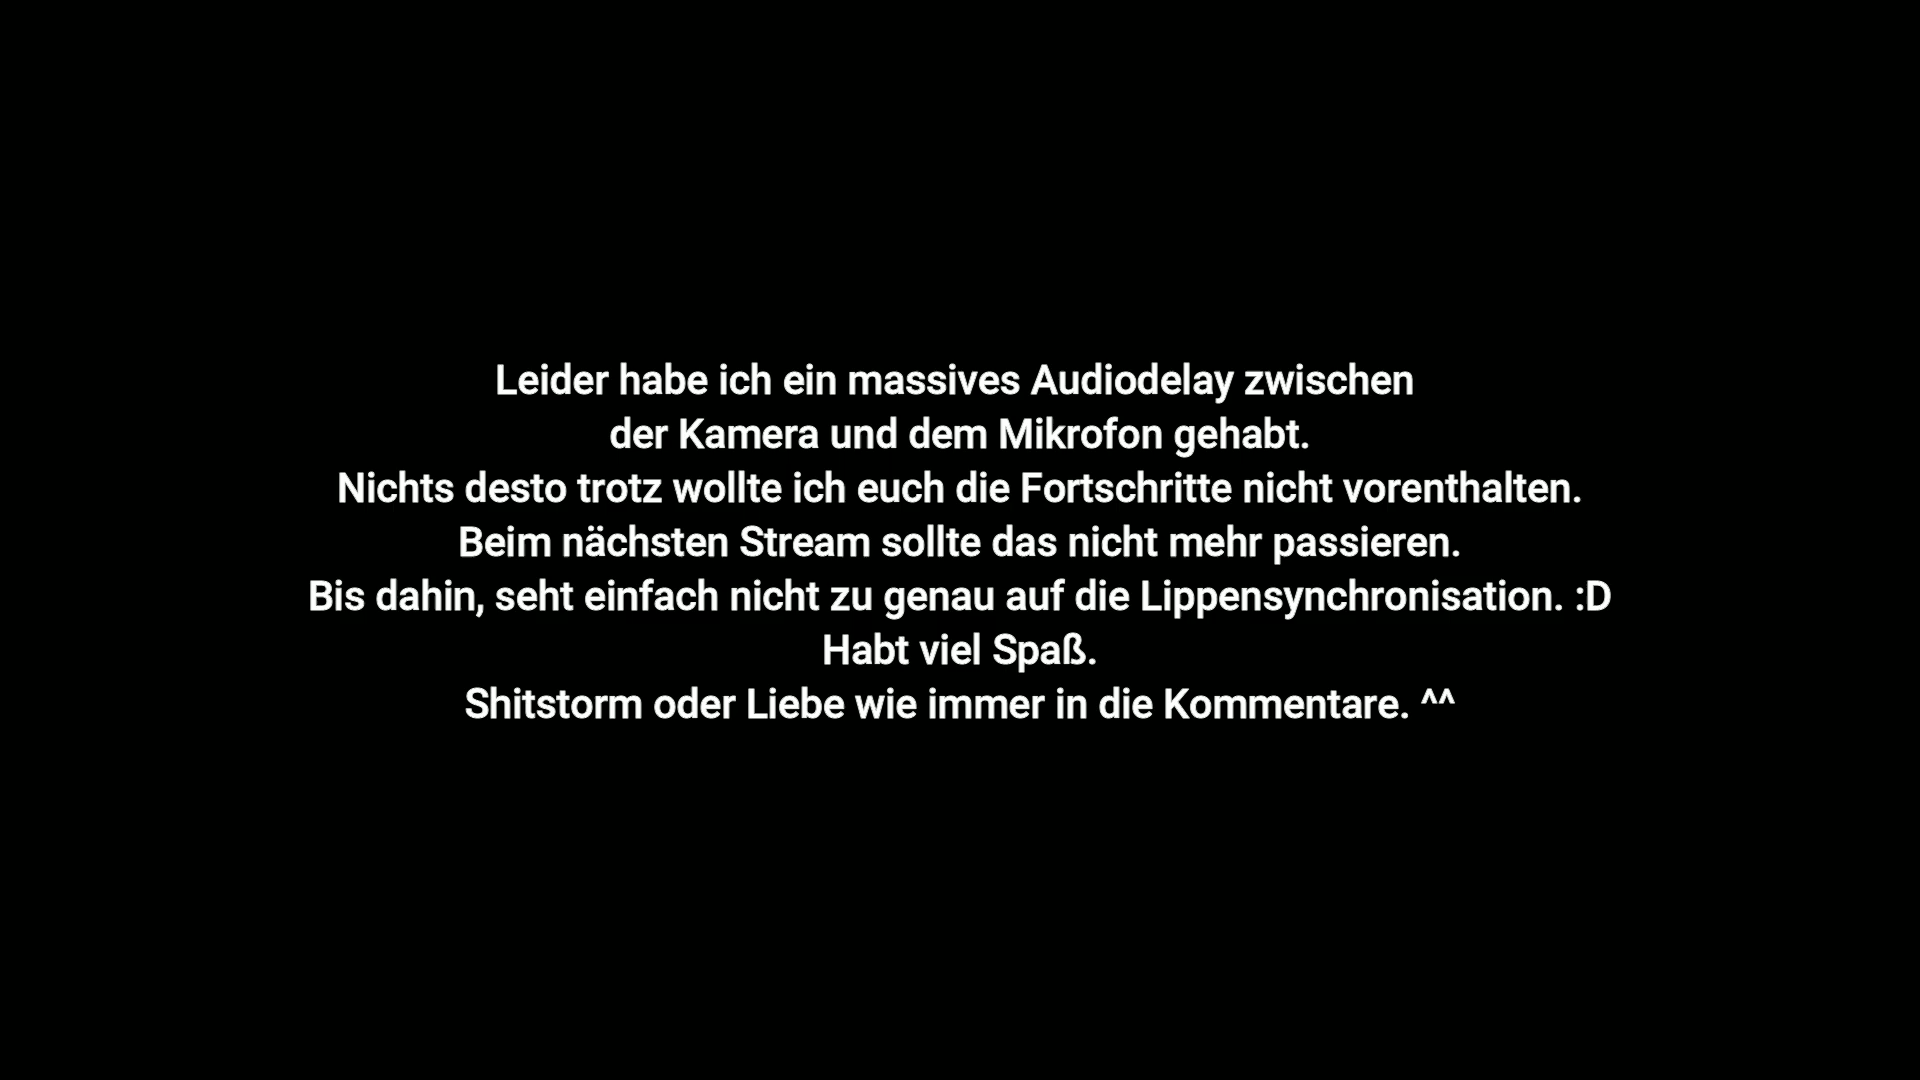 Leider habe ich ein massives Audiodelay zwischen
der Kamera und dem Mikrofon gehabt.
Nichts desto trotz wollte ich euch die Fortschritte nicht vorenthalten.
Beim nächsten Stream sollte das nicht mehr passieren.
Bis dahin, seht einfach nicht zu genau auf die Lippensynchronisation. :D
Habt viel Spaß.
Shitstorm oder Liebe wie immer in die Kommentare. ^^